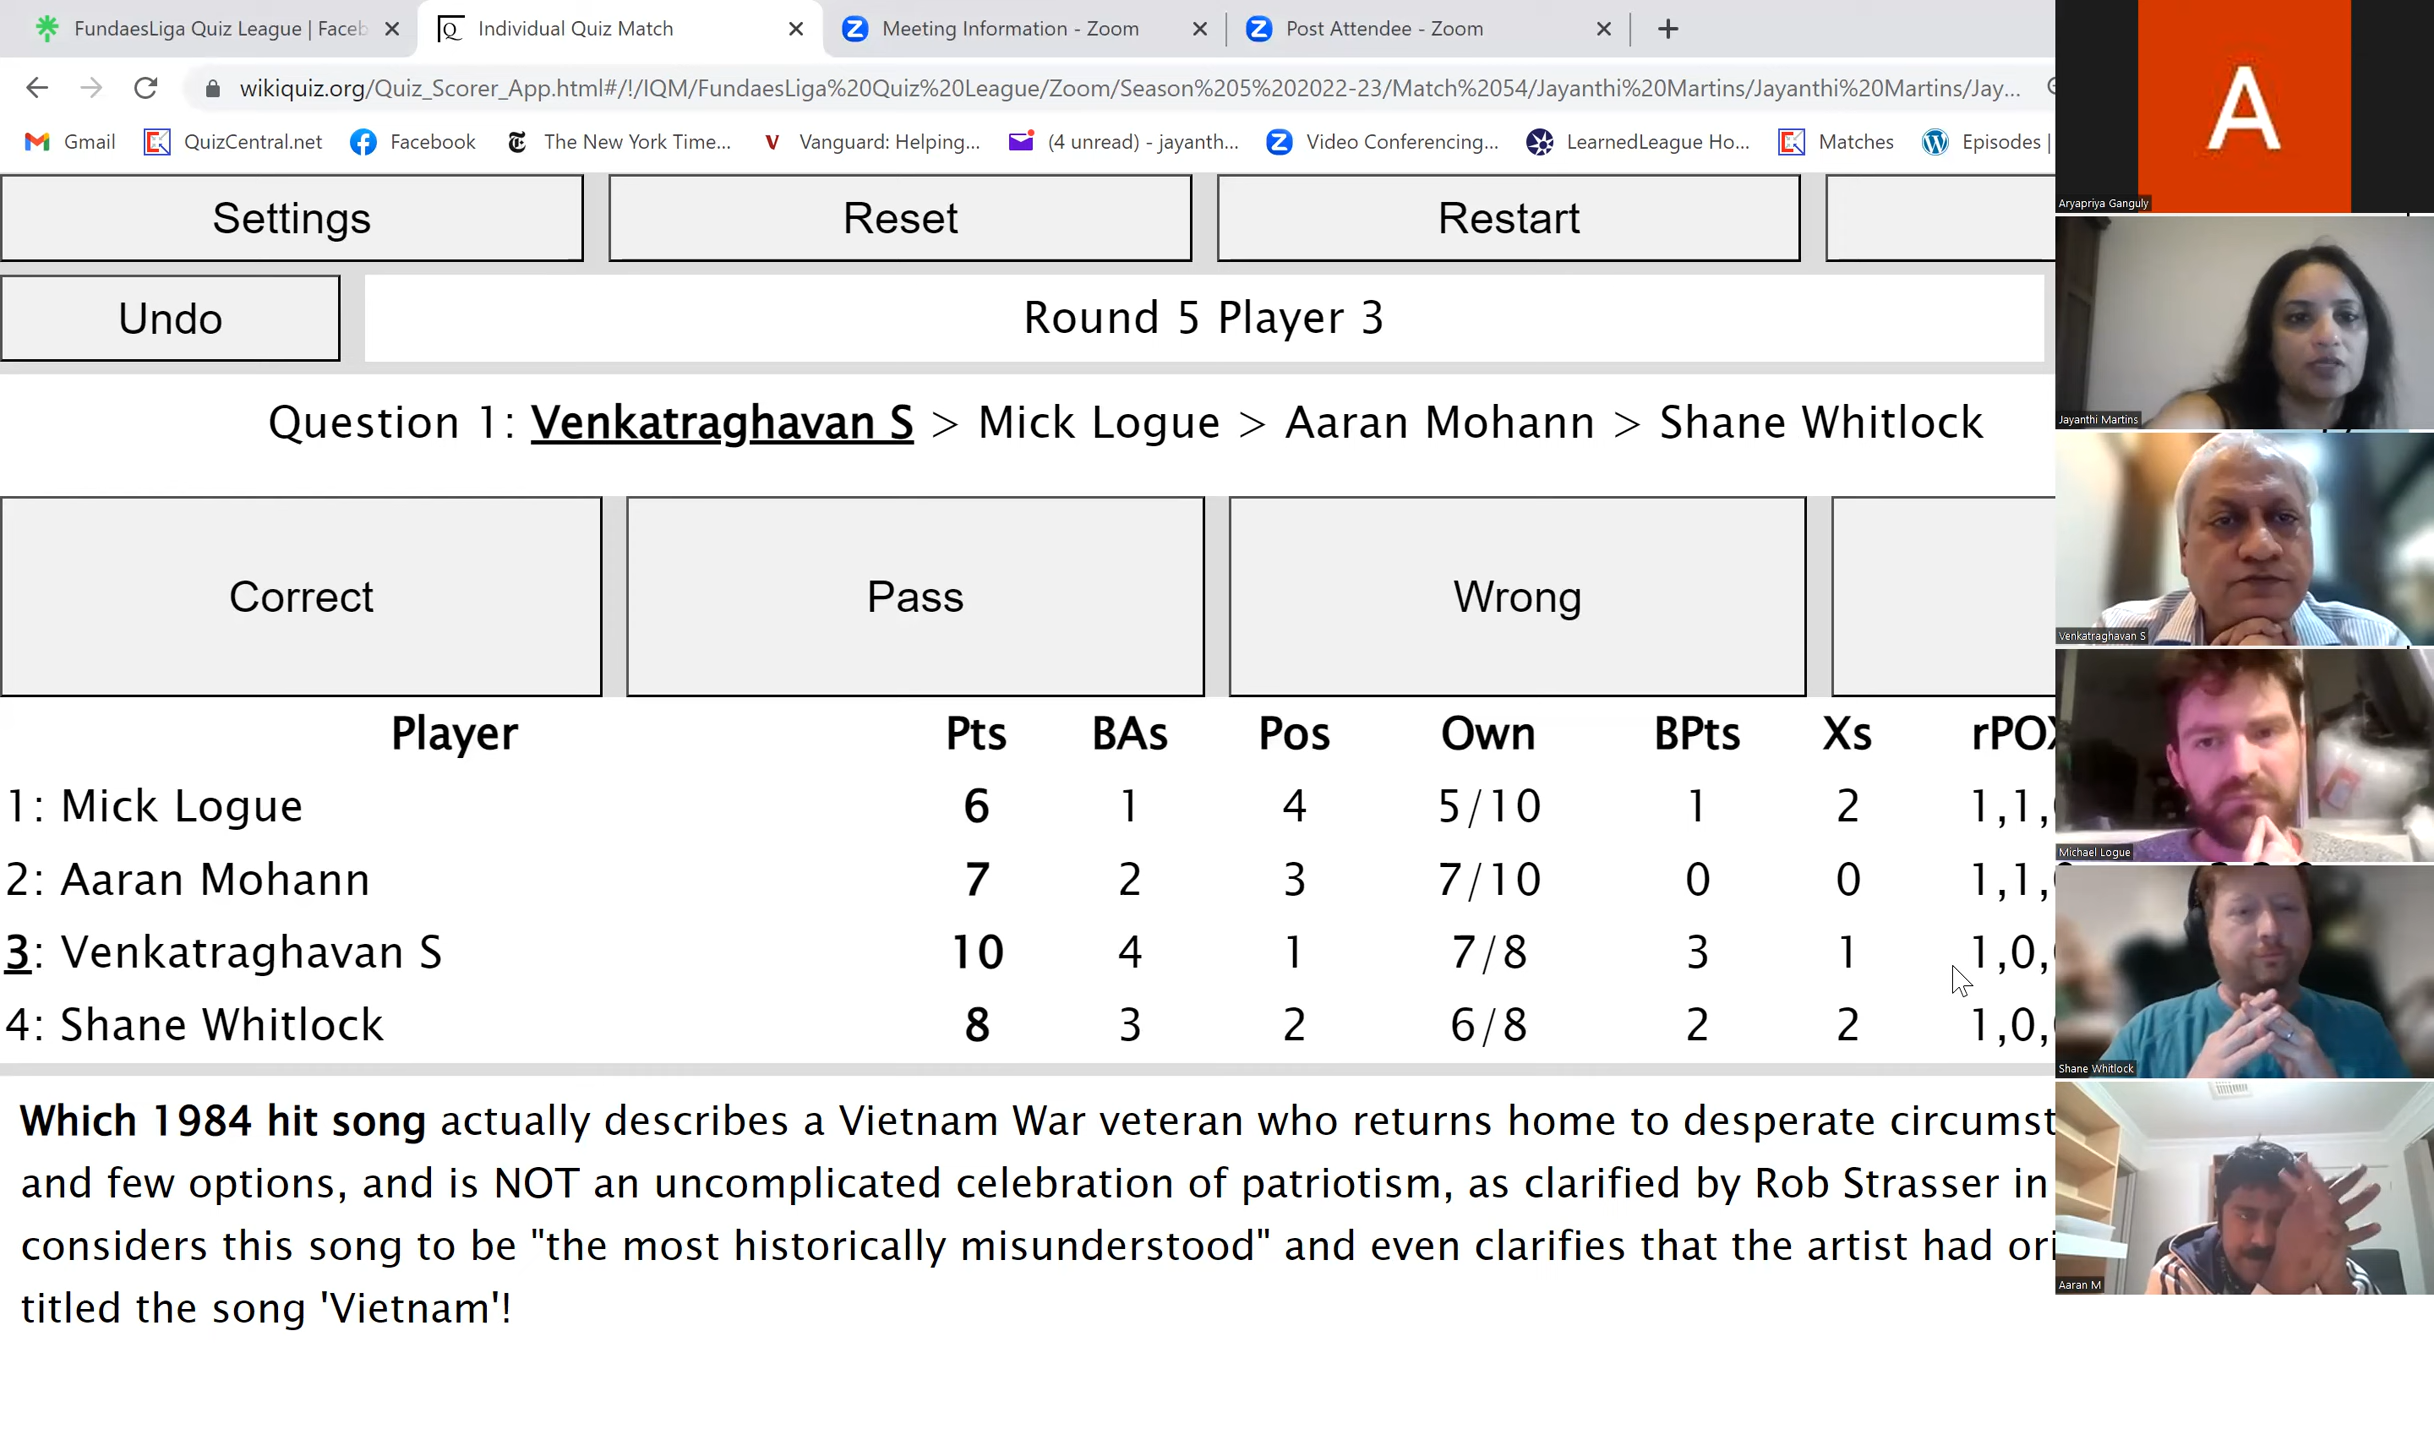 FundaesLiga Quiz League | Faceb
Individual Quiz Match
Meeting Information - Zoom
Post Attendee - Zoom
wikiquiz.org/Quiz_Scorer_App.html#/!/IQM/FundaesLiga%20Quiz%20League/Zoom/Season%205%202022-23/Match%2054/Jayanthi%20Martins/Jayanthi%20Martins/Jay...
Gmail
QuizCentral.net
Facebook
The New York Time...
Vanguard: Helping...
(4 unread) - jayanth...
Video Conferencing...
LearnedLeague Ho...
Matches
Episodes |
Settings
Reset
Restart
Undo
Round 5 Player 3
Question 1: Venkatraghavan S > Mick Logue > Aaran Mohann > Shane Whitlock
Correct
Pass
Wrong
Player Pts BAs Pos Own BPts Xs rPOX
1: Mick Logue 6 1 4 5/10 1 2 1,1,
2: Aaran Mohann 7 2 3 7/10 0 0 1,1,
3: Venkatraghavan S 10 4 1 7/8 3 1 1,0,
4: Shane Whitlock 8 3 2 6/8 2 2 1,0,
Which 1984 hit song actually describes a Vietnam War veteran who returns home to desperate circumst
and few options, and is NOT an uncomplicated celebration of patriotism, as clarified by Rob Strasser in
considers this song to be "the most historically misunderstood" and even clarifies that the artist had ori
titled the song 'Vietnam'!
A
Aryapriya Ganguly
Jayanthi Martins
Venkatraghavan S
Michael Logue
Shane Whitlock
Aaran M